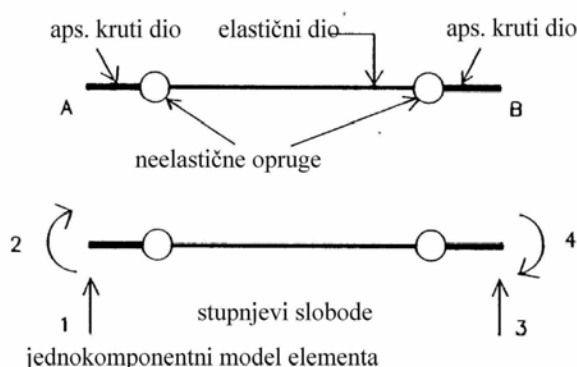 aps. kruti dio elastični dio aps. kruti dio
A B
neelastične opruge
2 4
1 stupnjevi slobode 3
jednokomponentni model elementa